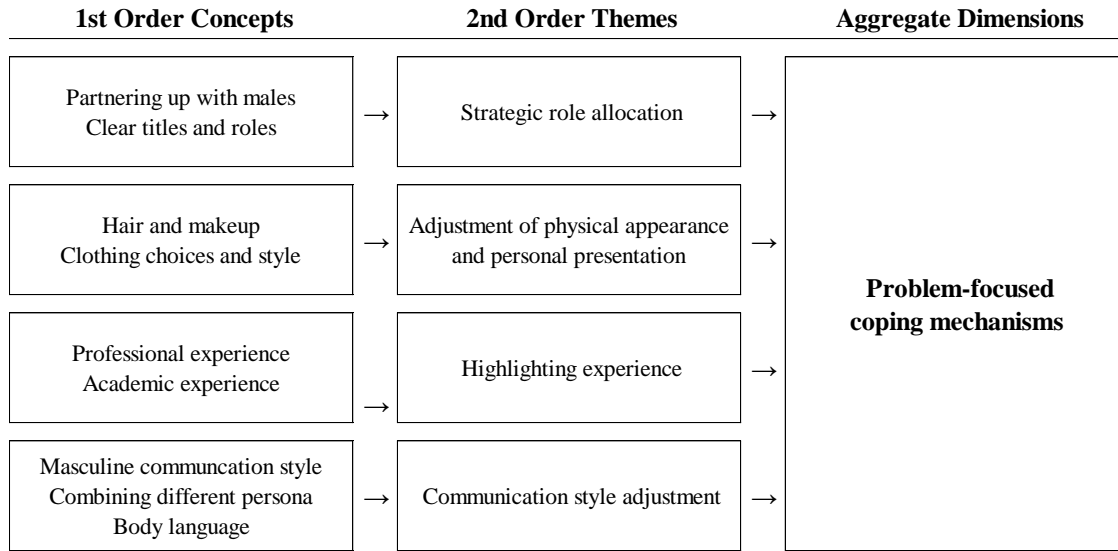 1st Order Concepts
2nd Order Themes
Aggregate Dimensions
Partnering up with males
Clear titles and roles
→
Strategic role allocation
→
Hair and makeup
Clothing choices and style
→
Adjustment of physical appearance
and personal presentation
→
Problem-focused
coping mechanisms
Professional experience
Academic experience
→
Highlighting experience
→
Masculine communcation style
Combining different persona
Body language
→
Communication style adjustment
→